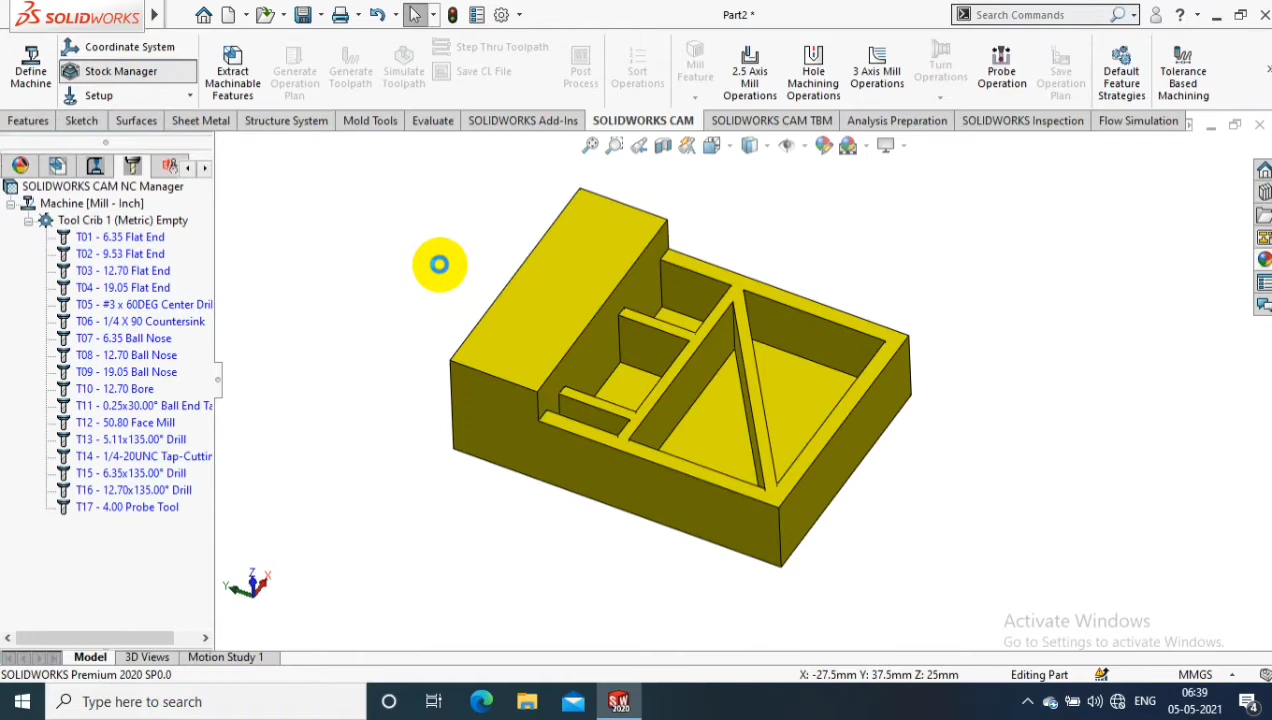 SOLIDWORKS
Part2 *
Search Commands
Define Machine
Coordinate System
Stock Manager
Setup
Extract Machinable Features
Generate Operation Plan
Generate Toolpath
Simulate Toolpath
Step Thru Toolpath
Save CL File
Post Process
Sort Operations
Mill Feature
2.5 Axis Mill Operations
Hole Machining Operations
3 Axis Mill Operations
Turn Operations
Probe Operation
Save Operation Plan
Default Feature Strategies
Tolerance Based Machining
Features
Sketch
Surfaces
Sheet Metal
Structure System
Mold Tools
Evaluate
SOLIDWORKS Add-Ins
SOLIDWORKS CAM
SOLIDWORKS CAM TBM
Analysis Preparation
SOLIDWORKS Inspection
Flow Simulation
SOLIDWORKS CAM NC Manager
Machine [Mill - Inch]
Tool Crib 1 (Metric) Empty
T01 - 6.35 Flat End
T02 - 9.53 Flat End
T03 - 12.70 Flat End
T04 - 19.05 Flat End
T05 - #3 x 60DEG Center Dril
T06 - 1/4 X 90 Countersink
T07 - 6.35 Ball Nose
T08 - 12.70 Ball Nose
T09 - 19.05 Ball Nose
T10 - 12.70 Bore
T11 - 0.25x30.00° Ball End Ta
T12 - 50.80 Face Mill
T13 - 5.11x135.00° Drill
T14 - 1/4-20UNC Tap-Cuttin
T15 - 6.35x135.00° Drill
T16 - 12.70x135.00° Drill
T17 - 4.00 Probe Tool
Z
X
Y
Activate Windows
Go to Settings to activate Windows.
Model
3D Views
Motion Study 1
SOLIDWORKS Premium 2020 SP0.0
X: -27.5mm Y: 37.5mm Z: 25mm
Editing Part
MMGS
Type here to search
SW 2020
ENG
06:39
05-05-2021
4